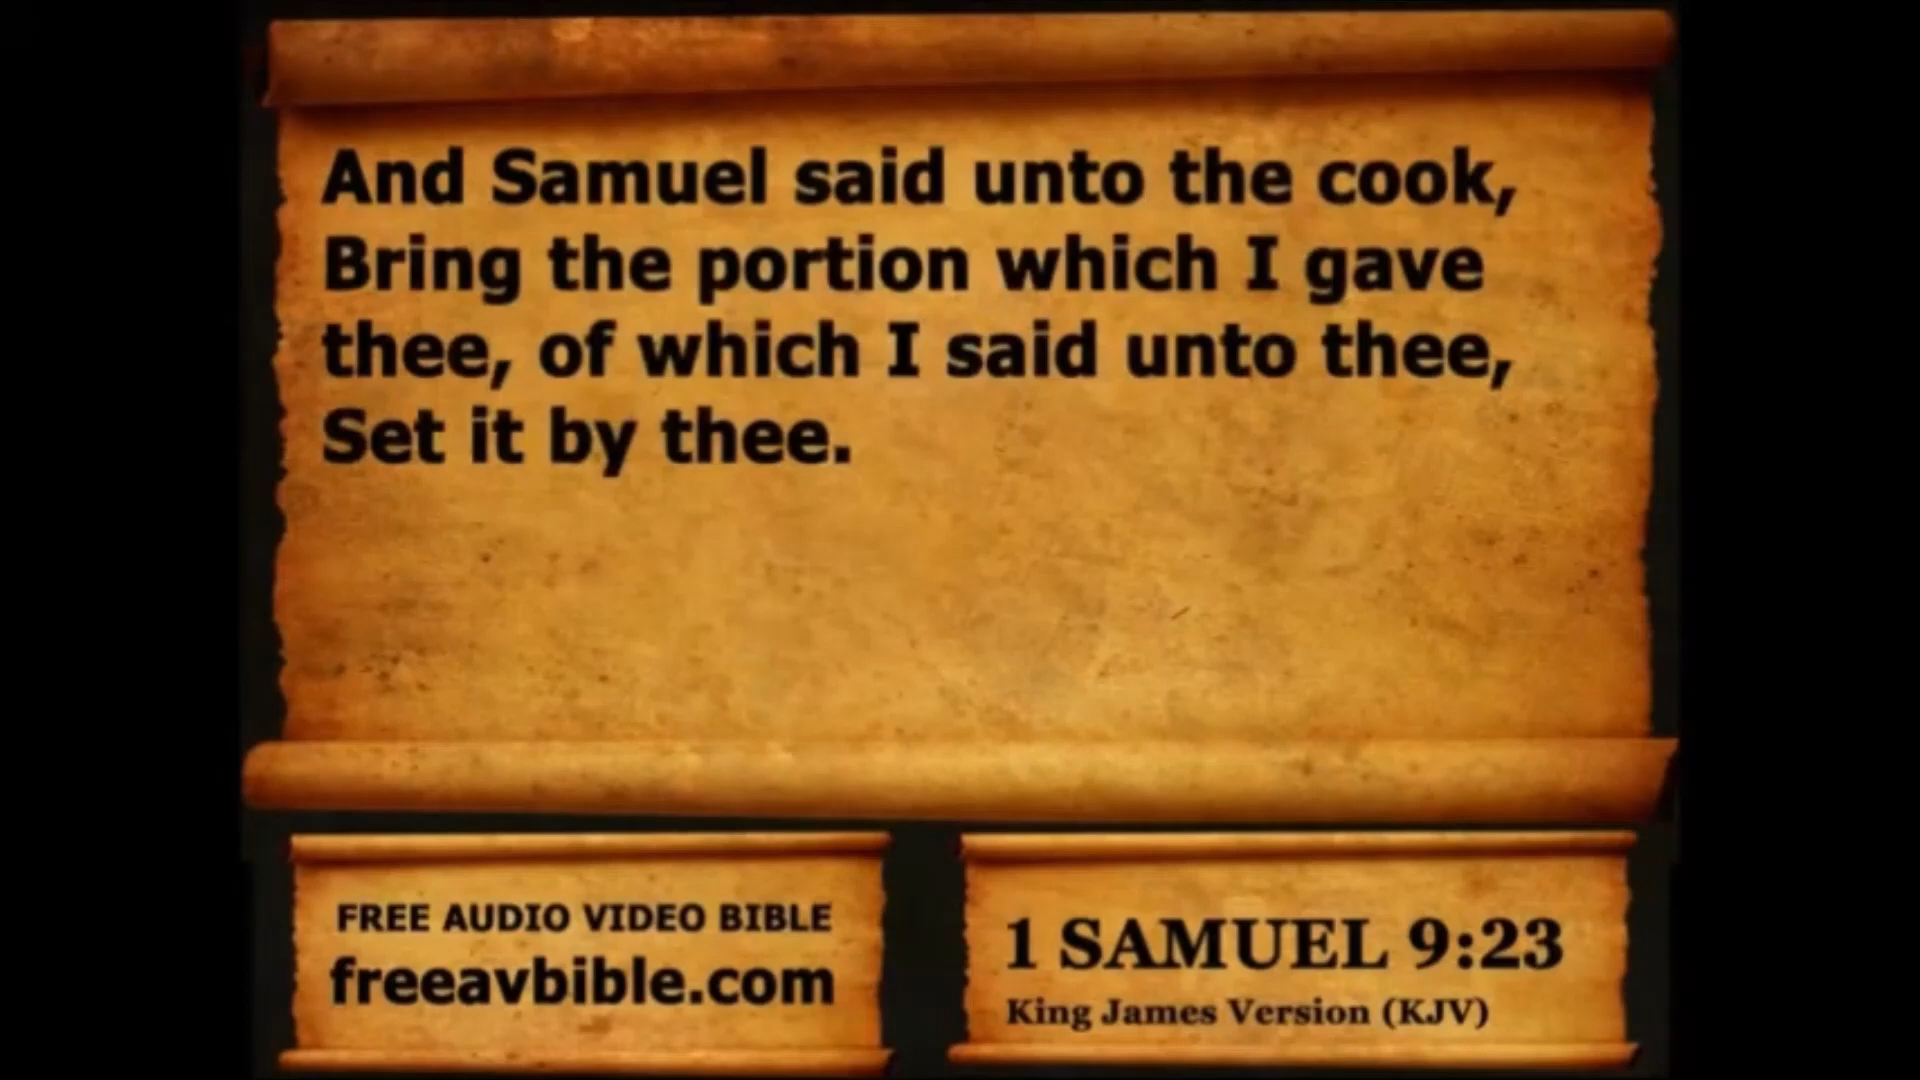 And Samuel said unto the cook,
Bring the portion which I gave
thee, of which I said unto thee,
Set it by thee.
FREE AUDIO VIDEO BIBLE
freeavbible.com
1 SAMUEL 9:23
King James Version (KJV)